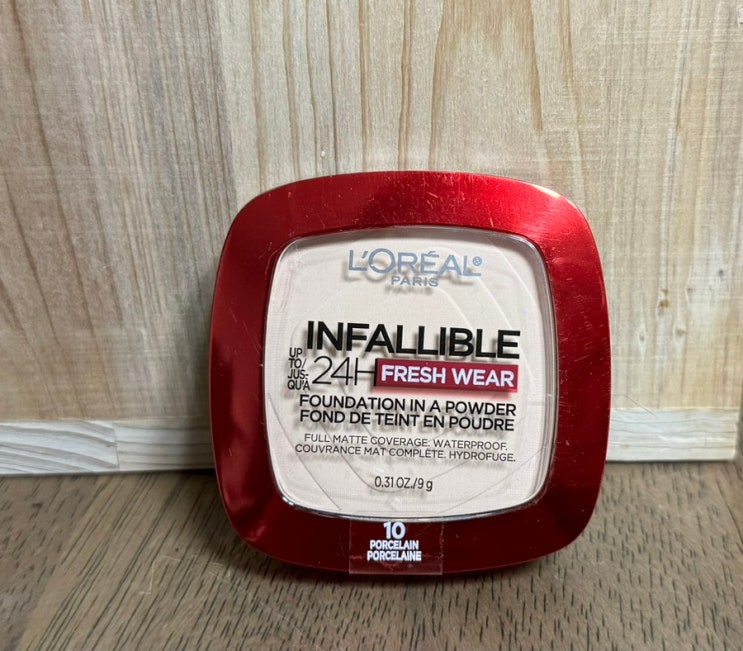 L'ORÉAL®
PARIS
INFALLIBLE
UP TO/ JUS- QU'À 24H FRESH WEAR
FOUNDATION IN A POWDER
FOND DE TEINT EN POUDRE
FULL MATTE COVERAGE. WATERPROOF.
COUVRANCE MAT COMPLÈTE. HYDROFUGE.
0.31 OZ./9 g
10
PORCELAIN
PORCELAINE